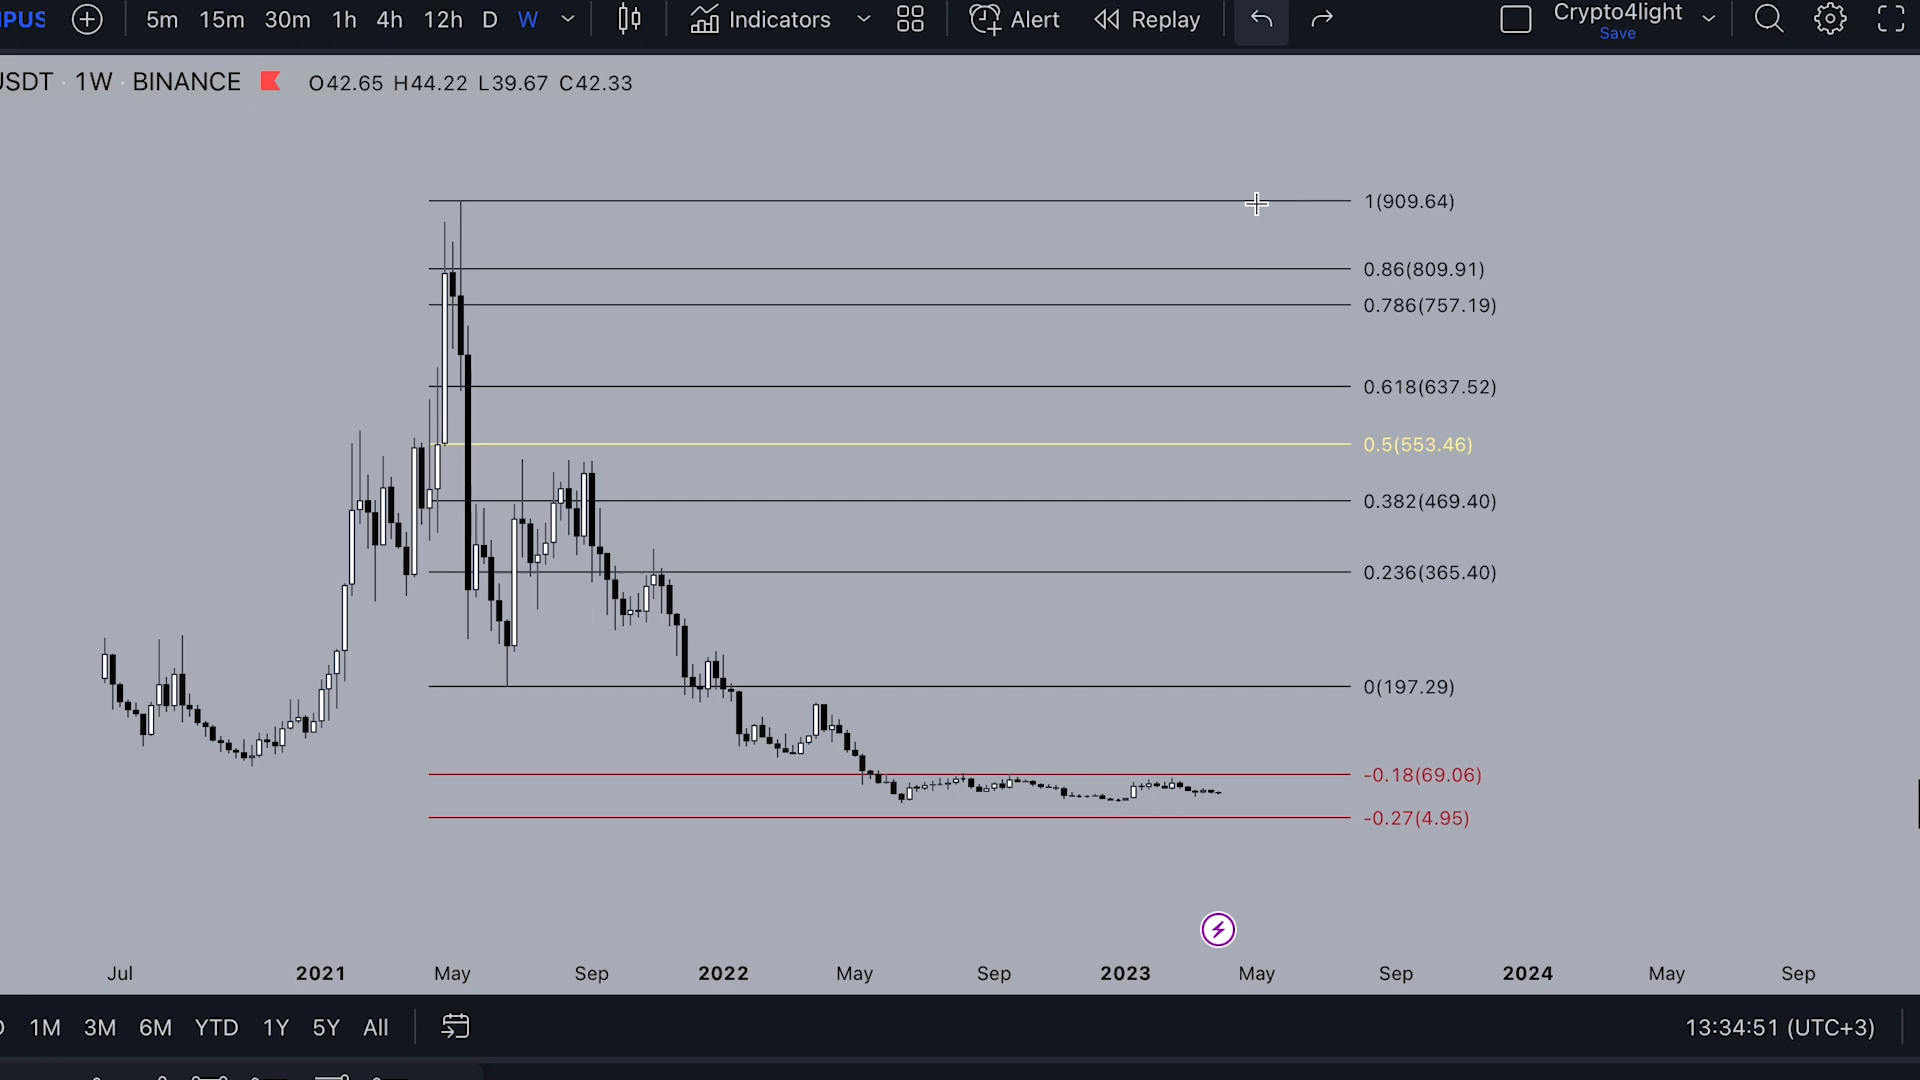 5m 15m 30m 1h 4h 12h D W Indicators Alert Replay Crypto4light
Save
1W · BINANCE O42.65 H44.22 L39.67 C42.33
1(909.64)
0.86(809.91)
0.786(757.19)
0.618(637.52)
0.5(553.46)
0.382(469.40)
0.236(365.40)
0(197.29)
-0.18(69.06)
-0.27(4.95)
Jul 2021 May Sep 2022 May Sep 2023 May Sep 2024 May Sep
1M 3M 6M YTD 1Y 5Y All 13:34:51 (UTC+3)